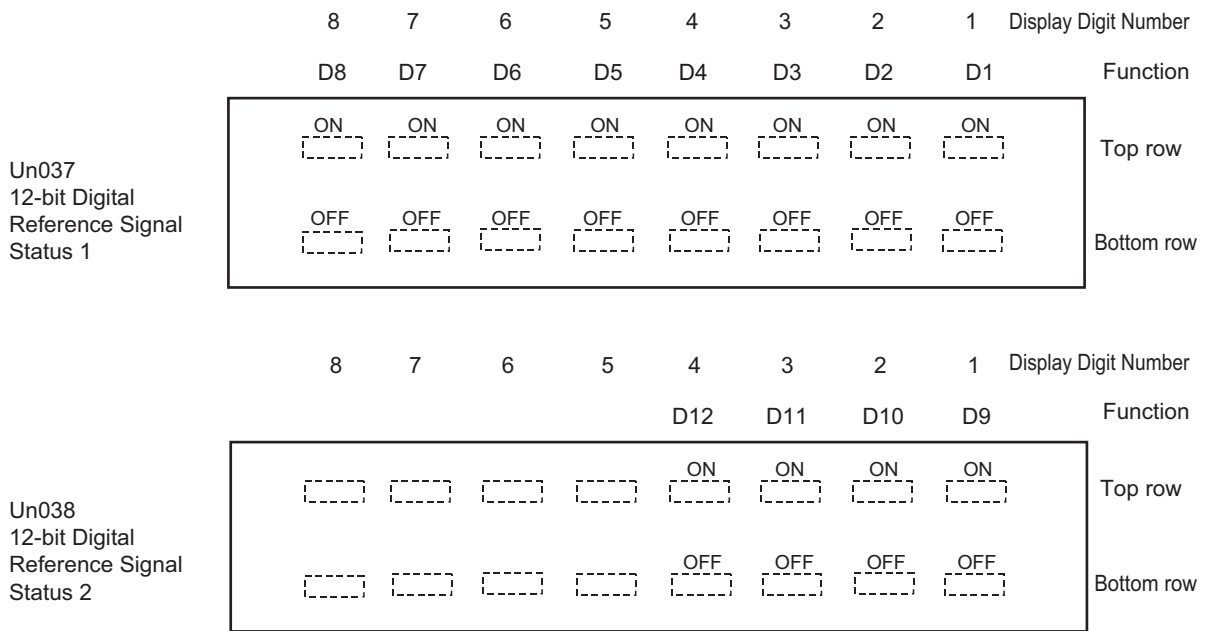 8 7 6 5 4 3 2 1 Display Digit Number
D8 D7 D6 D5 D4 D3 D2 D1 Function
ON ON ON ON ON ON ON ON
Top row
Un037
12-bit Digital
Reference Signal
Status 1
OFF OFF OFF OFF OFF OFF OFF OFF
Bottom row
8 7 6 5 4 3 2 1 Display Digit Number
D12 D11 D10 D9 Function
ON ON ON ON
Top row
Un038
12-bit Digital
Reference Signal
Status 2
OFF OFF OFF OFF
Bottom row